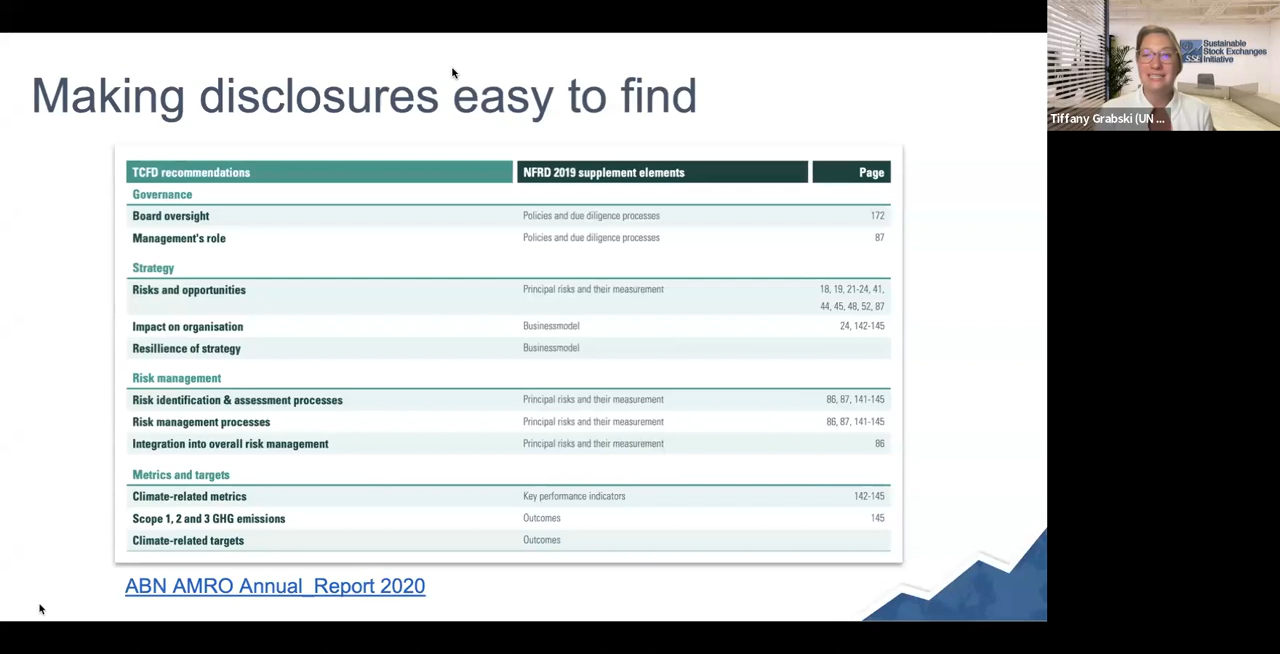 Making disclosures easy to find
TCFD recommendations NFRD 2019 supplement elements Page
Governance
Board oversight Policies and due diligence processes 172
Management's role Policies and due diligence processes 87
Strategy
Risks and opportunities Principal risks and their measurement 18, 19, 21-24, 41,
44, 45, 48, 52, 87
Impact on organisation Businessmodel 24, 142-145
Resillience of strategy Businessmodel
Risk management
Risk identification & assessment processes Principal risks and their measurement 86, 87, 141-145
Risk management processes Principal risks and their measurement 86, 87, 141-145
Integration into overall risk management Principal risks and their measurement 86
Metrics and targets
Climate-related metrics Key performance indicators 142-145
Scope 1, 2 and 3 GHG emissions Outcomes 145
Climate-related targets Outcomes
ABN AMRO Annual_Report 2020
Sustainable
Stock Exchanges
Initiative
SSE
Tiffany Grabski (UN ...